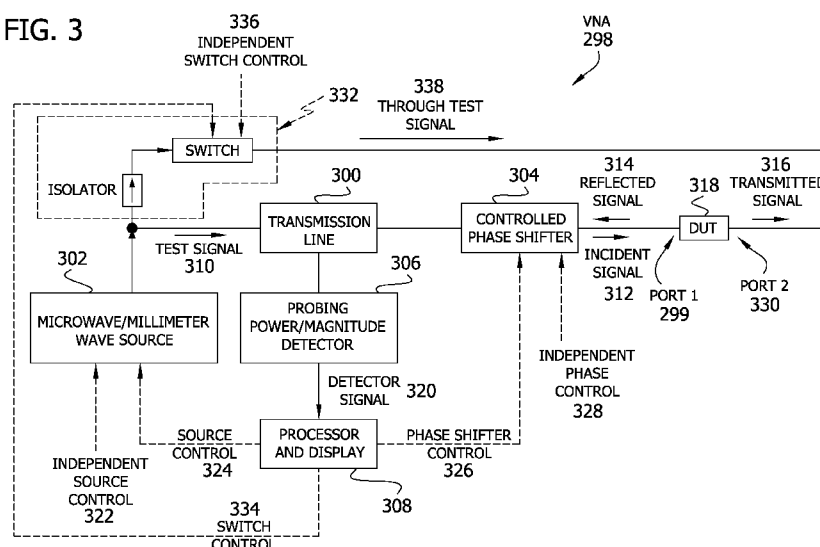 FIG. 3
336
INDEPENDENT
SWITCH CONTROL
VNA
298
332
338
THROUGH TEST
SIGNAL
SWITCH
ISOLATOR
300
TRANSMISSION
LINE
304
CONTROLLED
PHASE SHIFTER
314
REFLECTED
SIGNAL
316
TRANSMITTED
SIGNAL
318
DUT
TEST SIGNAL
310
INCIDENT
SIGNAL
312
PORT 1
299
PORT 2
330
302
MICROWAVE/MILLIMETER
WAVE SOURCE
306
PROBING
POWER/MAGNITUDE
DETECTOR
INDEPENDENT
PHASE
CONTROL
328
DETECTOR
SIGNAL
320
SOURCE
CONTROL
324
PROCESSOR
AND DISPLAY
308
PHASE SHIFTER
CONTROL
326
INDEPENDENT
SOURCE
CONTROL
322
334
SWITCH
CONTROL